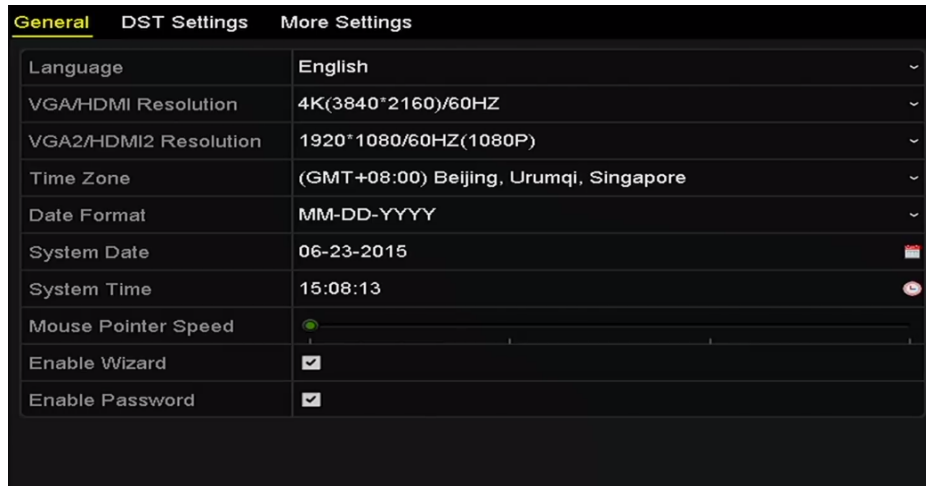 General DST Settings More Settings
Language English
VGA/HDMI Resolution 4K(3840*2160)/60HZ
VGA2/HDMI2 Resolution 1920*1080/60HZ(1080P)
Time Zone (GMT+08:00) Beijing, Urumqi, Singapore
Date Format MM-DD-YYYY
System Date 06-23-2015
System Time 15:08:13
Mouse Pointer Speed
Enable Wizard
Enable Password